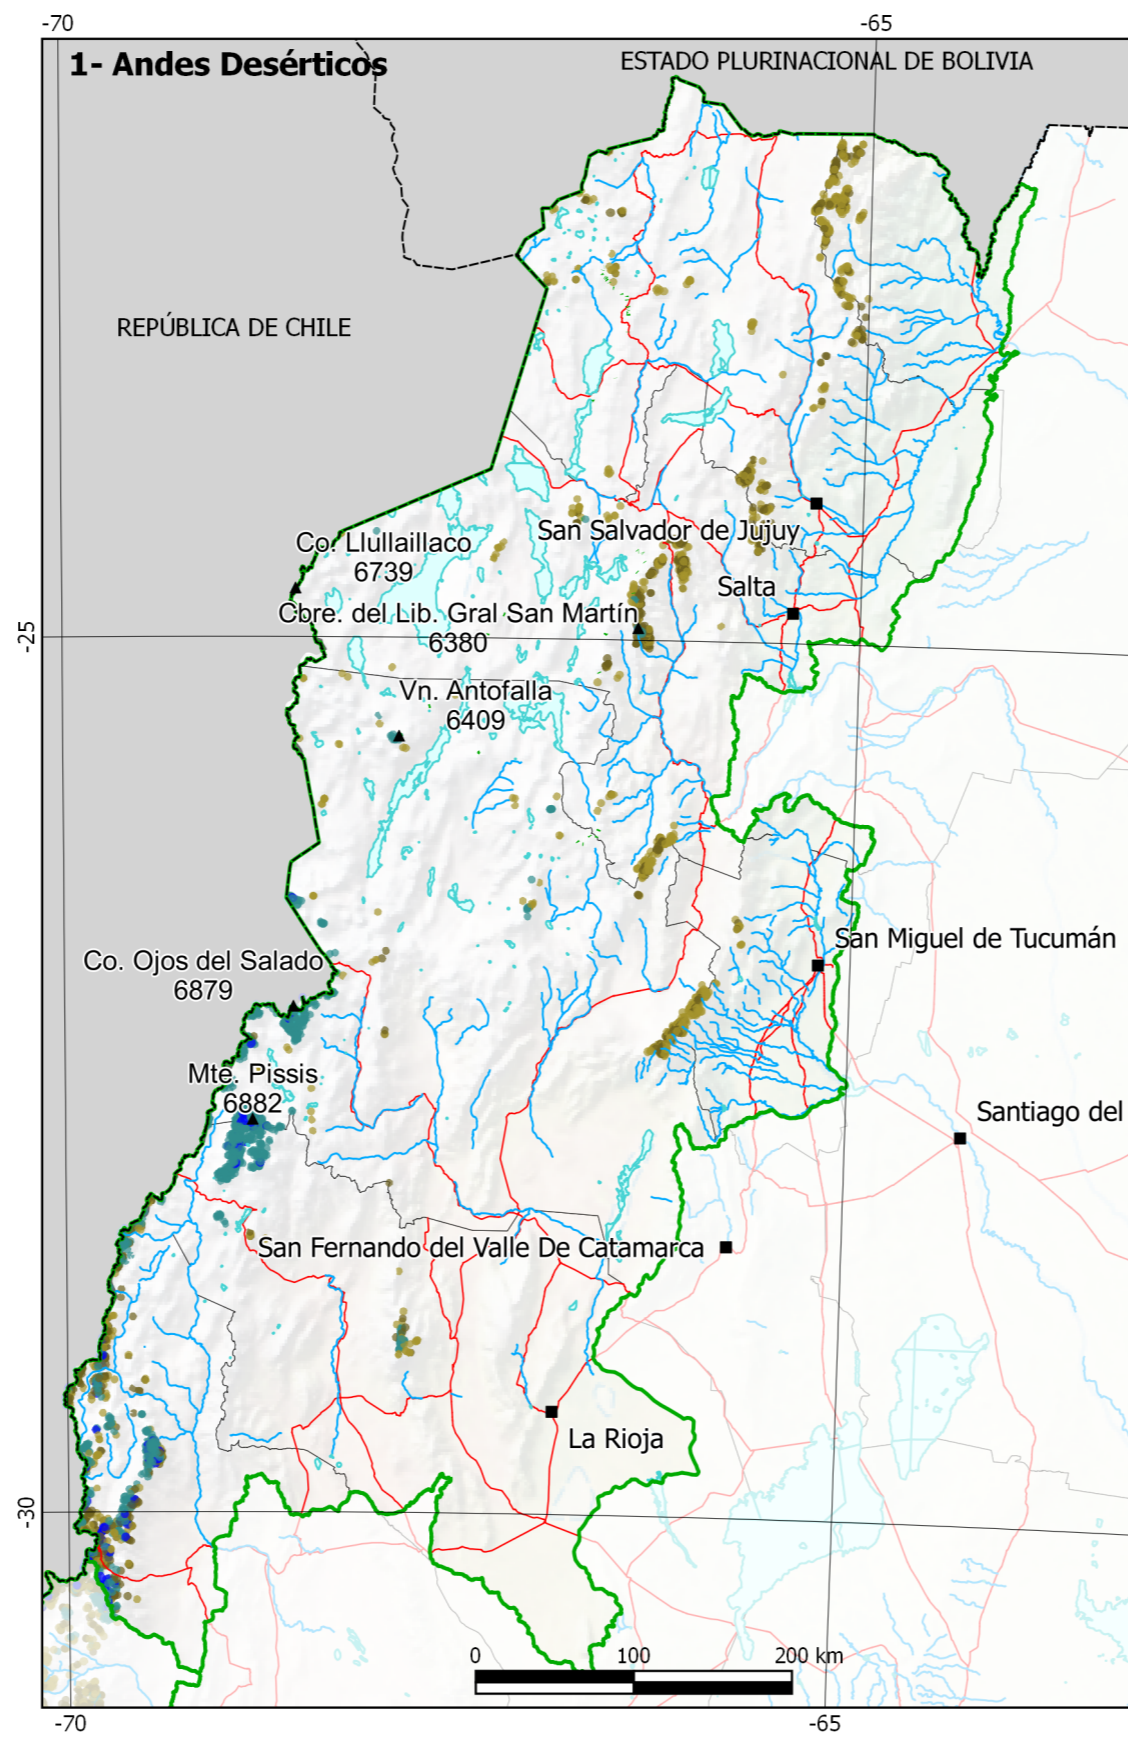 -70
-65
1- Andes Desérticos
ESTADO PLURINACIONAL DE BOLIVIA
REPÚBLICA DE CHILE
San Salvador de Jujuy
Co. Llullaillaco
6739
Salta
Cbre. del Lib. Gral San Martín
6380
-25
Vn. Antofalla
6409
San Miguel de Tucumán
Co. Ojos del Salado
6879
Mte. Pissis
6882
Santiago del
San Fernando del Valle De Catamarca
La Rioja
-30
0
100
200 km
-70
-65